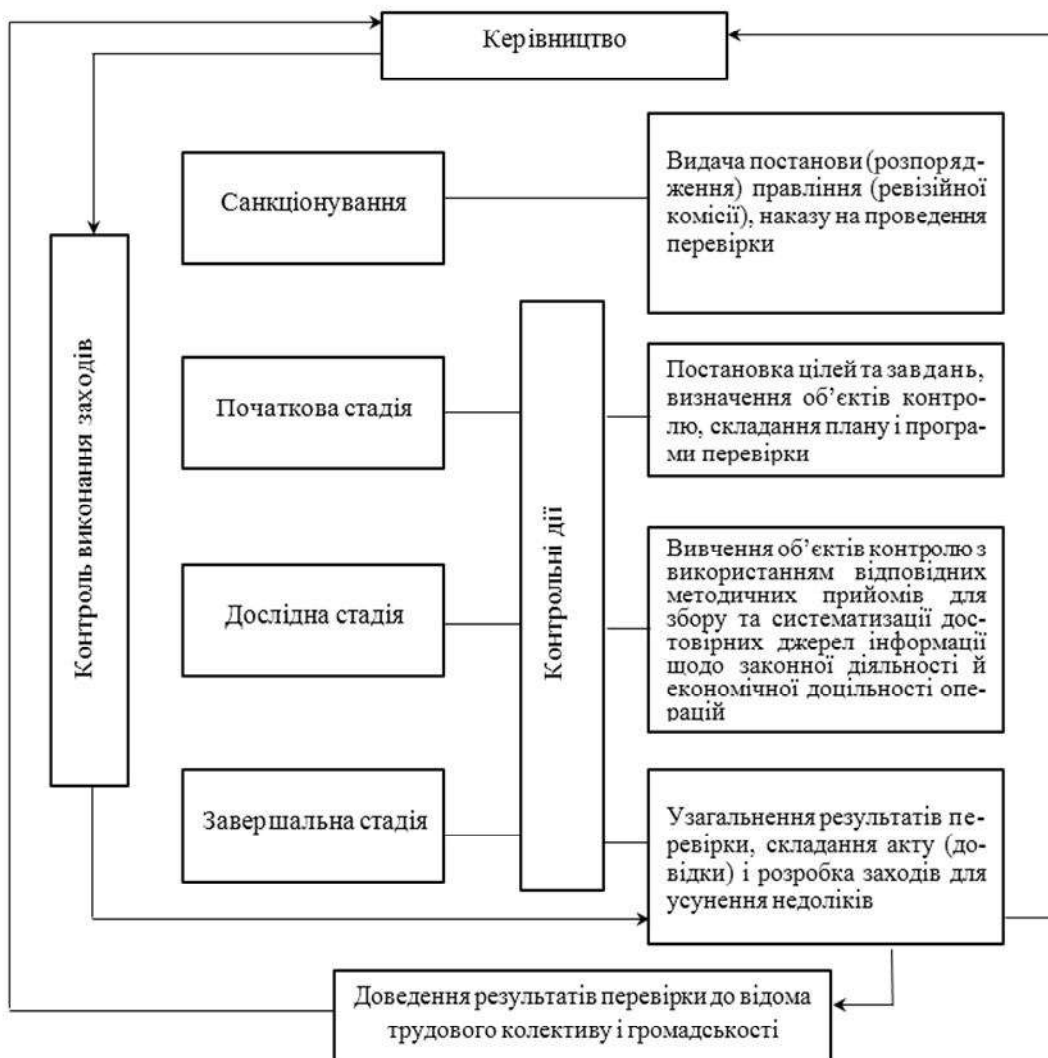 Керівництво
Санкціонування
Видача постанови (розпоряд-
ження) правління (ревізійної
комісії), наказу на проведення
перевірки
Контроль виконання заходів
Початкова стадія
Контрольні дії
Постановка цілей та завдань,
визначення об’єктів контро-
лю, складання плану і програ-
ми перевірки
Дослідна стадія
Вивчення об’єктів контролю з
використанням відповідних
методичних прийомів для
збору та систематизації дос-
товірних джерел інформації
щодо законної діяльності й
економічної доцільності опе-
рацій
Завершальна стадія
Узагальнення результатів пе-
ревірки, складання акту (до-
відки) і розробка заходів для
усунення недоліків
Доведення результатів перевірки до відома
трудового колективу і громадськості